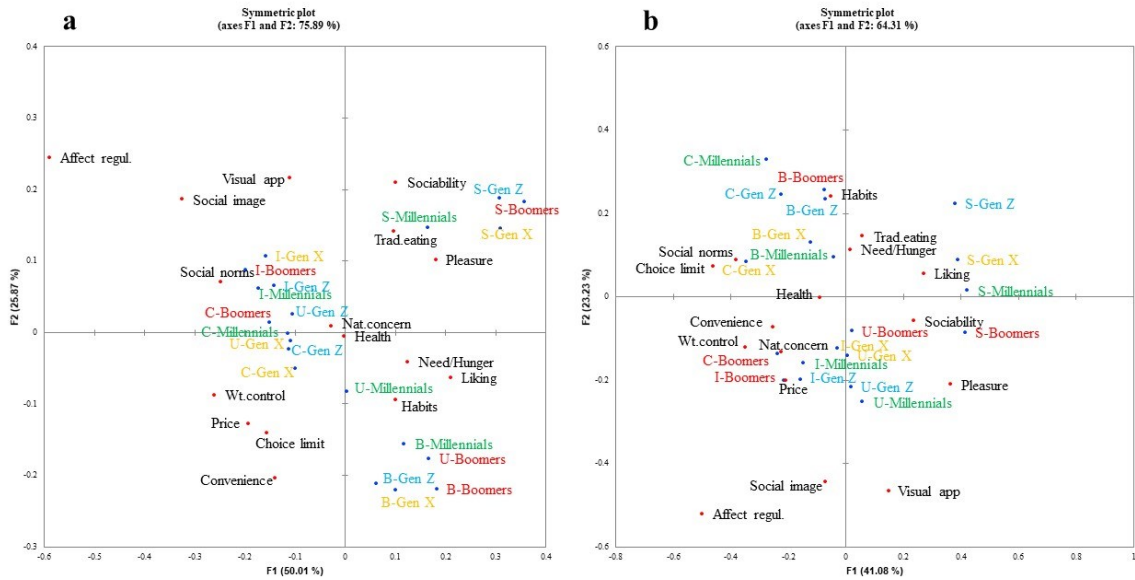 a
Symmetric plot
(axes F1 and F2: 75.89 %)
0.4
0.3
0.2
0.1
0
-0.1
-0.2
-0.3
F2 (25.87 %)
Affect regul.
Visual app
Social image
Sociability
S-Gen Z
S-Boomers
S-Millennials
S-Gen X
Trad.eating
Pleasure
I-Gen X
Social norms
I-Boomers
I-Gen Z
I-Millennials
U-Gen Z
C-Boomers
Nat.concern
C-Millennials
Health
U-Gen X
C-Gen Z
C-Gen X
Need/Hunger
Liking
U-Millennials
Wt.control
Habits
Price
Choice limit
B-Millennials
U-Boomers
Convenience
B-Gen Z
B-Boomers
B-Gen X
-0.6
-0.5
-0.4
-0.3
-0.2
-0.1
0
0.1
0.2
0.3
0.4
F1 (50.01 %)
b
Symmetric plot
(axes F1 and F2: 64.31 %)
0.6
0.4
0.2
0
-0.2
-0.4
-0.6
F2 (23.23 %)
C-Millennials
B-Boomers
C-Gen Z
Habits
B-Gen Z
S-Gen Z
B-Gen X
Trad.eating
Social norms
B-Millennials
Need/Hunger
S-Gen X
Choice limit
C-Gen X
Liking
S-Millennials
Health
Convenience
Sociability
Wt.control
Nat.concern
U-Boomers
S-Boomers
C-Boomers
I-Gen X
U-Gen X
I-Millennials
I-Boomers
Price
I-Gen Z
U-Gen Z
Pleasure
U-Millennials
Social image
Visual app
Affect regul.
-0.8
-0.6
-0.4
-0.2
0
0.2
0.4
0.6
0.8
1
F1 (41.08 %)